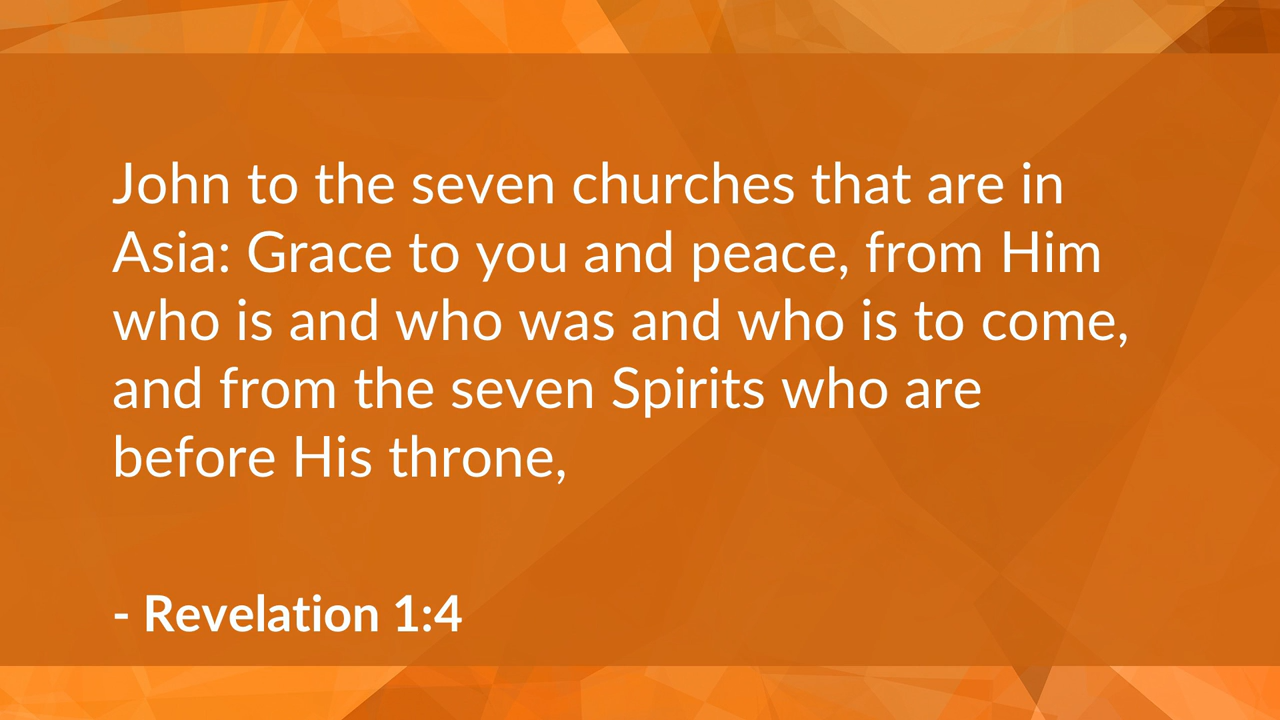 John to the seven churches that are in
Asia: Grace to you and peace, from Him
who is and who was and who is to come,
and from the seven Spirits who are
before His throne,
- Revelation 1:4